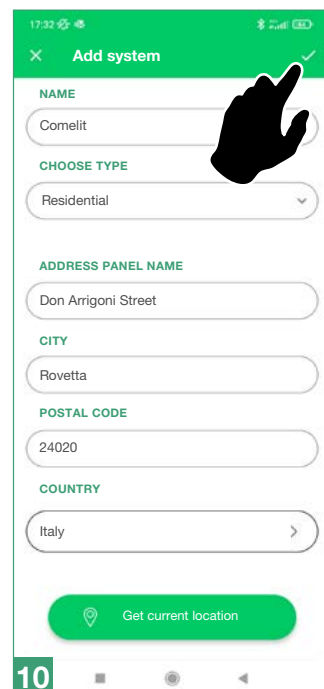 17:32
Add system
NAME
Comelit
CHOOSE TYPE
Residential
ADDRESS PANEL NAME
Don Arrigoni Street
CITY
Rovetta
POSTAL CODE
24020
COUNTRY
Italy
Get current location
10